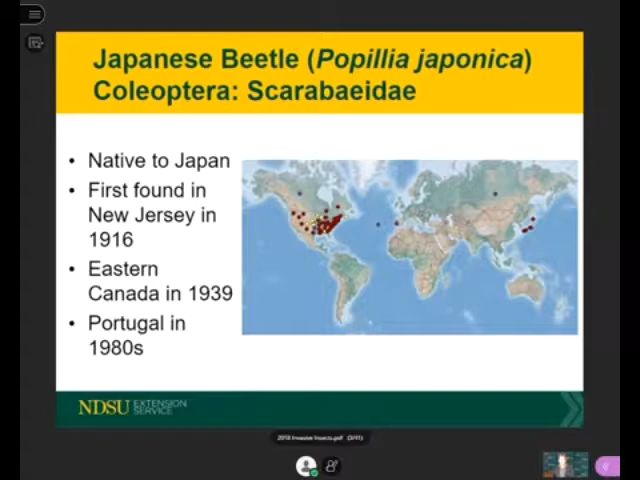 Japanese Beetle (Popillia japonica)
Coleoptera: Scarabaeidae
• Native to Japan
• First found in
New Jersey in
1916
• Eastern
Canada in 1939
• Portugal in
1980s
NDSU EXTENSION
SERVICE
2018 Invasive Insects.pdf (3/41)